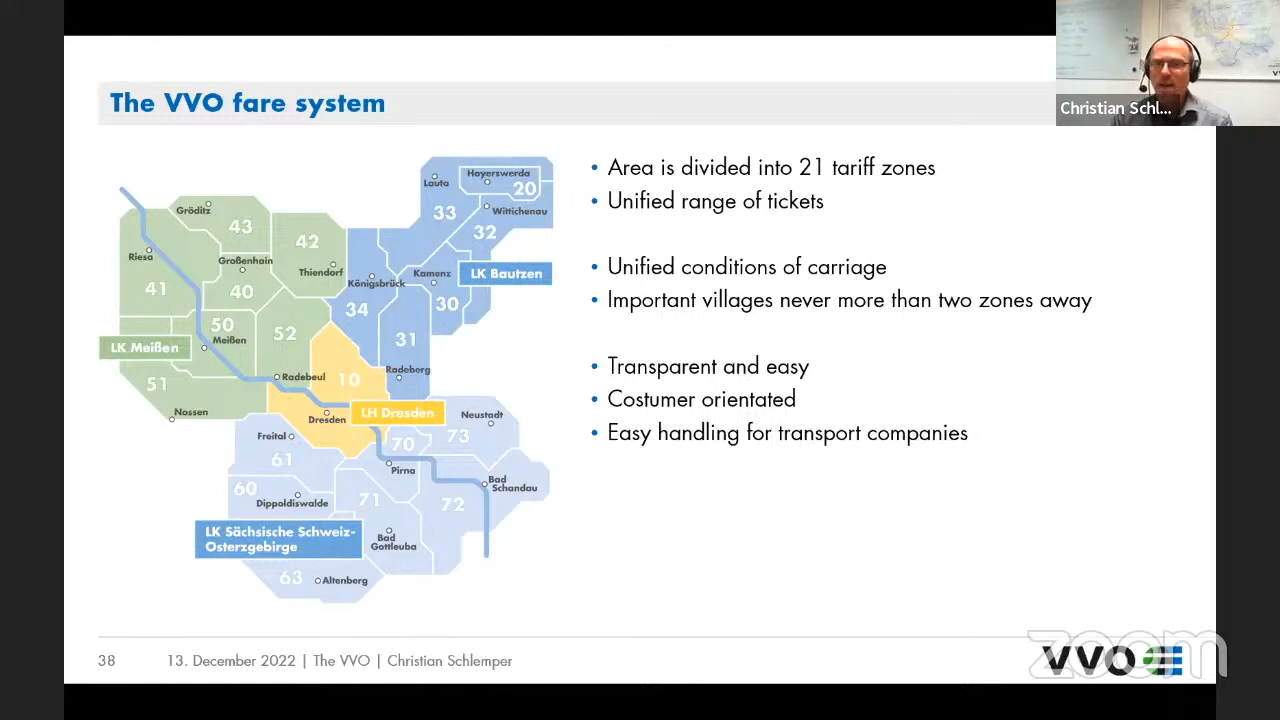 The VVO fare system
Christian Schl...
Area is divided into 21 tariff zones
Unified range of tickets
Unified conditions of carriage
Important villages never more than two zones away
Transparent and easy
Costumer orientated
Easy handling for transport companies
Hoyerswerda
Lauta
20
33
Wittichenau
32
Gröditz
43
42
Riesa
Großenhain
Thiendorf
Königsbrück
Kamenz
LK Bautzen
41
40
34
30
50
52
31
LK Meißen
Meißen
51
Radebeul
10
Radeberg
Nossen
Dresden
LH Dresden
Neustadt
Freital
70
73
61
Pirna
60
Bad
Schandau
Dippoldiswalde
71
72
LK Sächsische Schweiz-
Osterzgebirge
Bad
Gottleuba
63
Altenberg
38
13. December 2022 | The VVO | Christian Schlemper
VVO
zoom